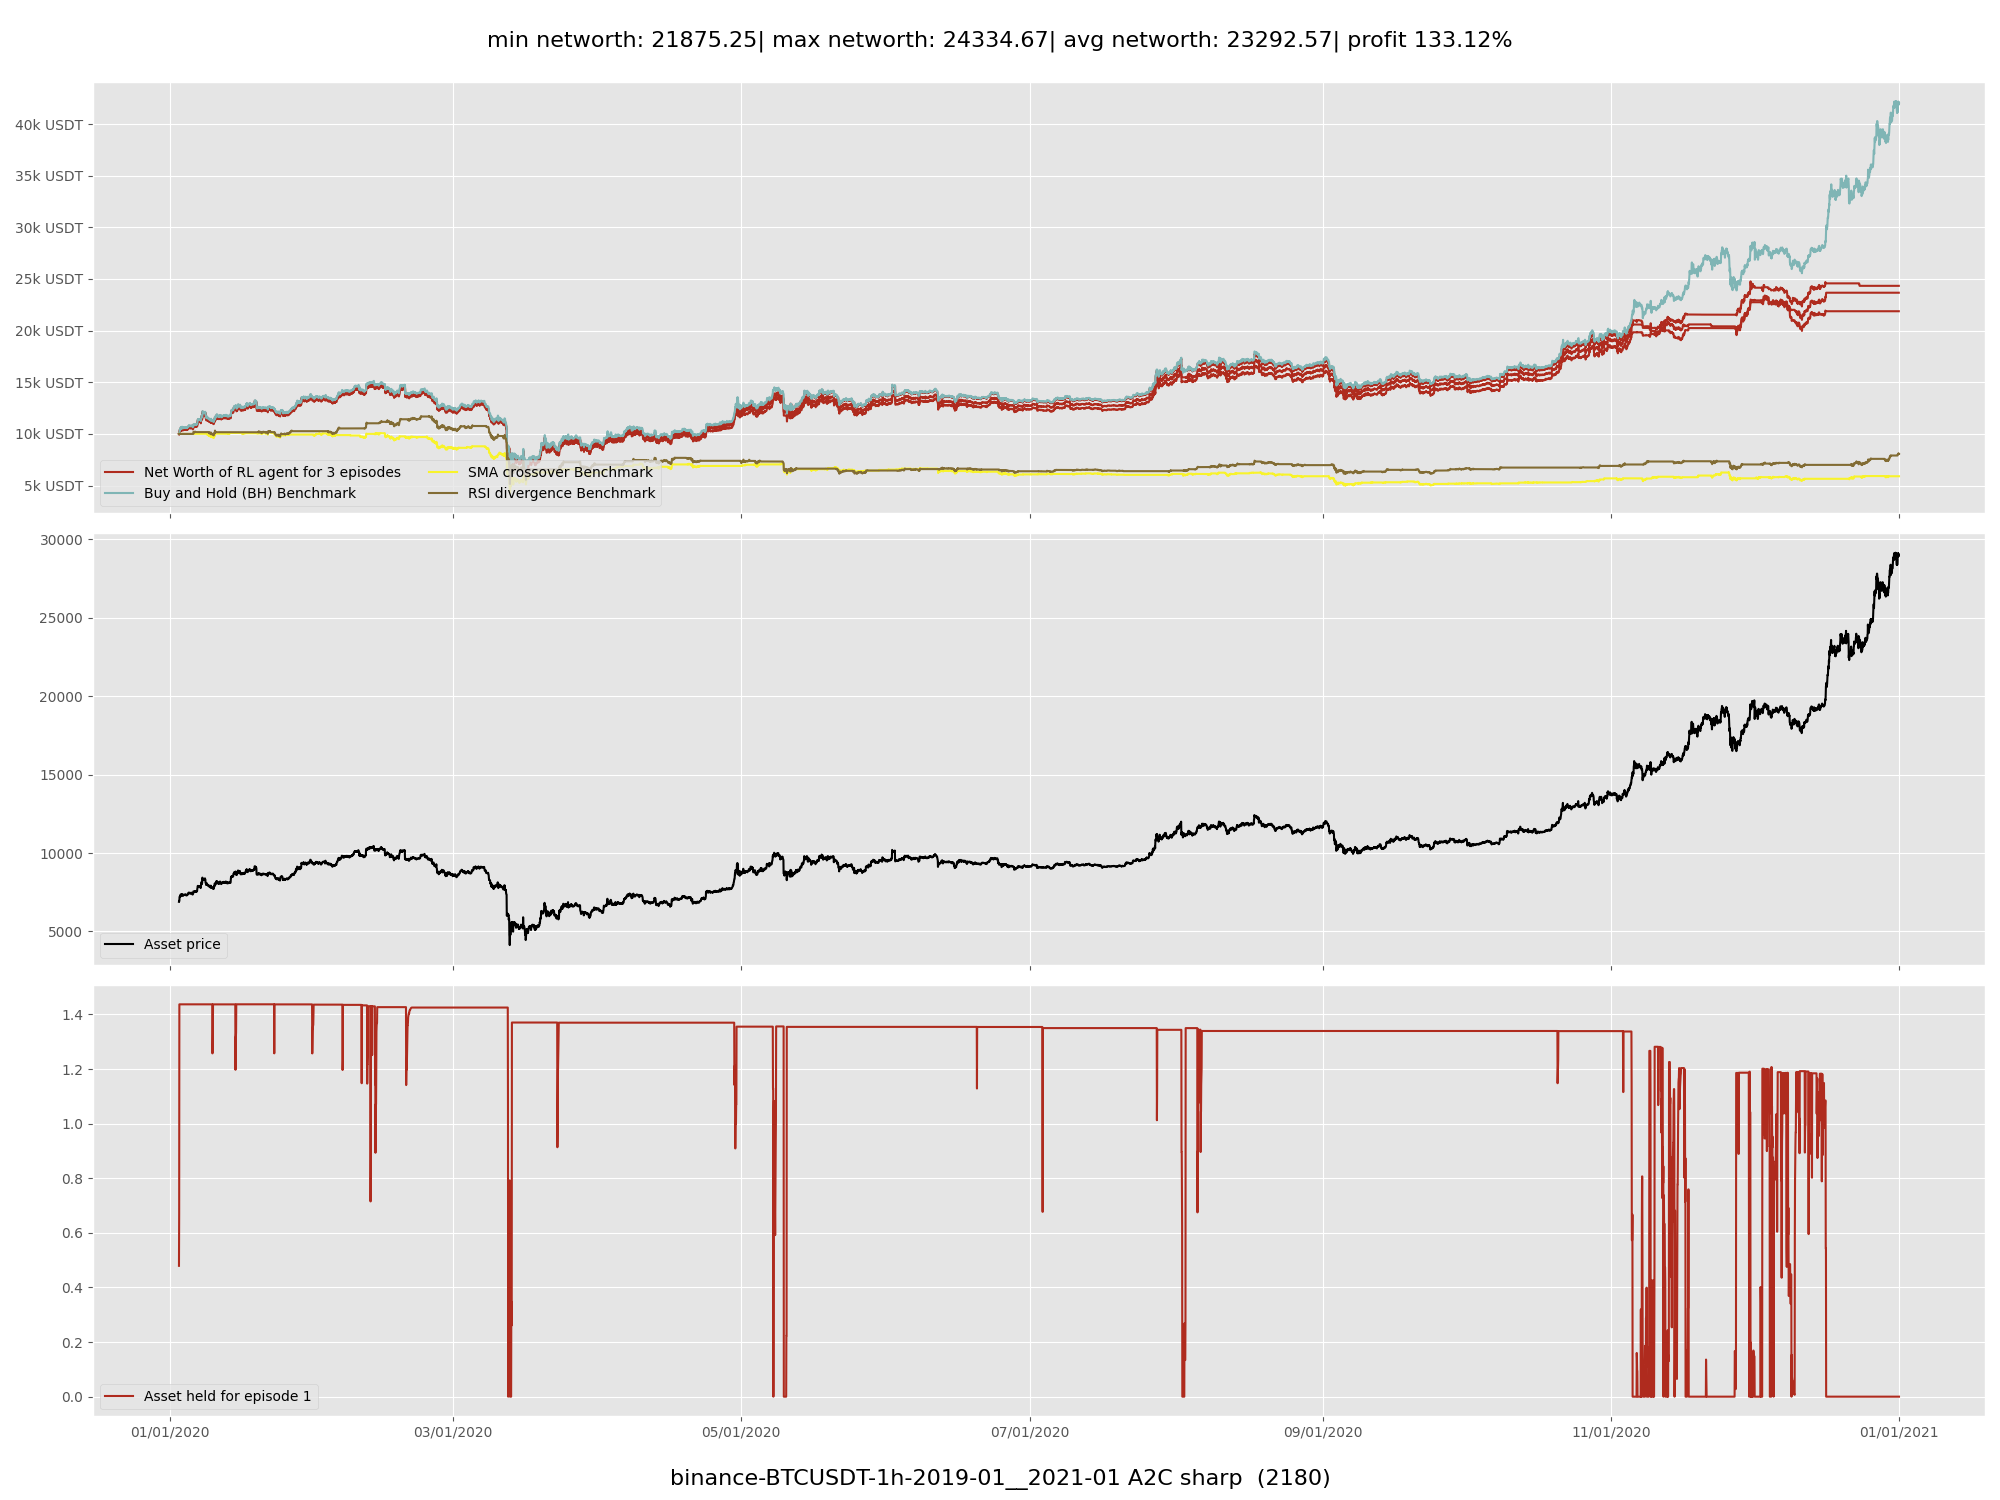 min networth: 21875.25| max networth: 24334.67| avg networth: 23292.57| profit 133.12%
40k USDT
35k USDT
30k USDT
25k USDT
20k USDT
15k USDT
10k USDT
5k USDT
Net Worth of RL agent for 3 episodes
Buy and Hold (BH) Benchmark
SMA crossover Benchmark
RSI divergence Benchmark
30000
25000
20000
15000
10000
5000
Asset price
1.4
1.2
1.0
0.8
0.6
0.4
0.2
0.0
Asset held for episode 1
01/01/2020 03/01/2020 05/01/2020 07/01/2020 09/01/2020 11/01/2020 01/01/2021
binance-BTCUSDT-1h-2019-01__2021-01 A2C sharp  (2180)